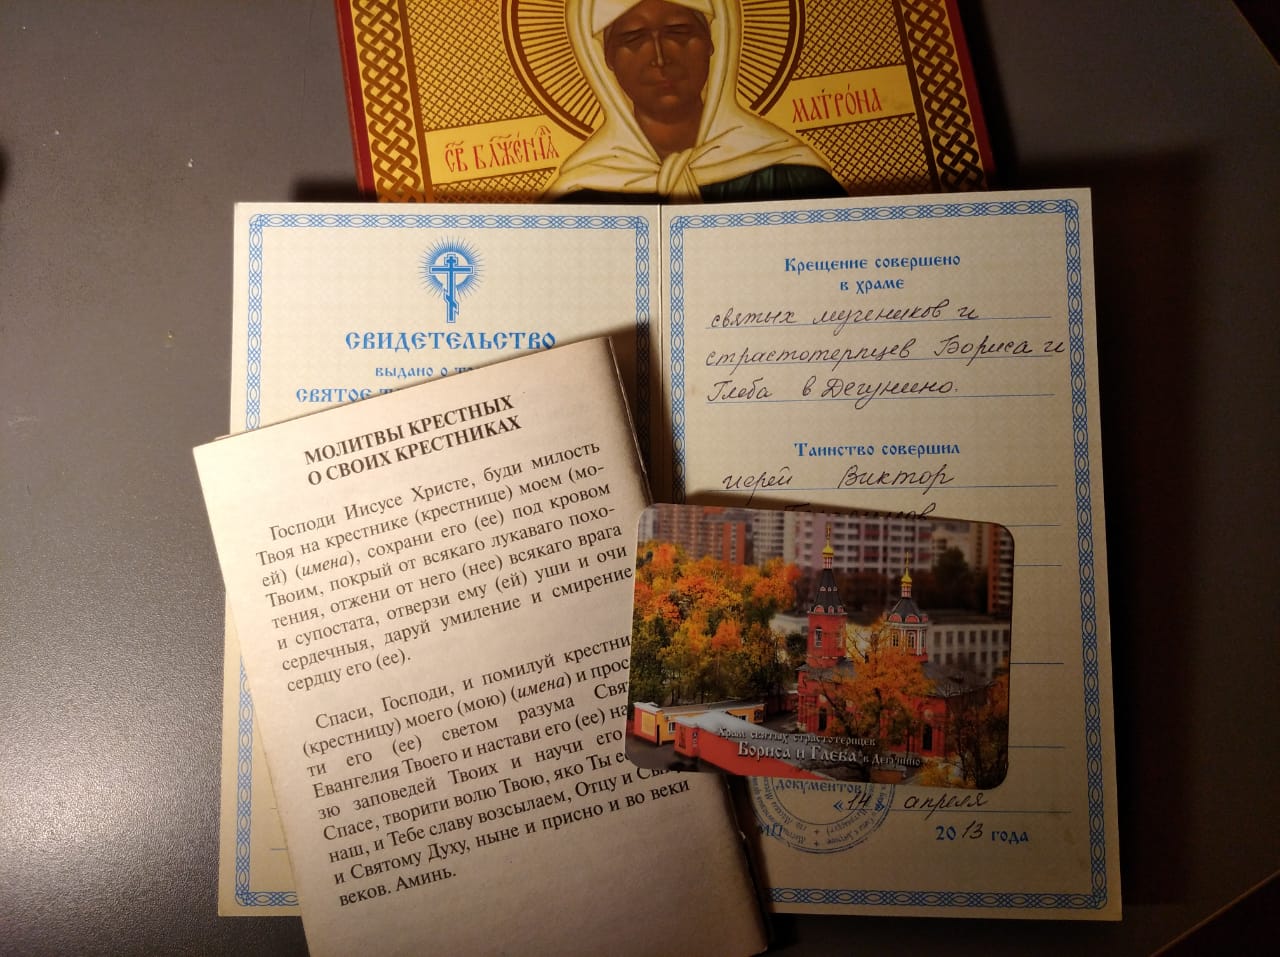 СВ БЛЖЕННАЯ
МАТРОНА
СВИДЕТЕЛЬСТВО
ВЫДАНО О
СВЯТОЕ
Крещение совершено
в храме
святых мучеников и
страстотерпцев Бориса и
Глеба в Дегунино.
Таинство совершил
иерей Виктор
МОЛИТВЫ КРЕСТНЫХ
О СВОИХ КРЕСТНИКАХ
Господи Иисусе Христе, буди милость
Твоя на крестнике (крестнице) моем (мо-
ей) (имена), сохрани его (ее) под кровом
Твоим, покрый от всякаго лукаваго похо-
тения, отжени от него (нее) всякаго врага
и супостата, отверзи ему (ей) уши и очи
сердечныя, даруй умиление и смирение
сердцу его (ее).
Спаси, Господи, и помилуй крестни
(крестницу) моего (мою) (имена) и прос
ти его (ее) светом разума Свя
Евангелия Твоего и настави его (ее) на
зю заповедей Твоих и научи его
Спасе, творити волю Твою, яко Ты е
наш, и Тебе славу возсылаем, Отцу и Сы
и Святому Духу, ныне и присно и во веки
веков. Аминь.
Храм святых страстотерпцев
Бориса и Глеба в Дегунино
документов
«14» апреля
МП
2013 года